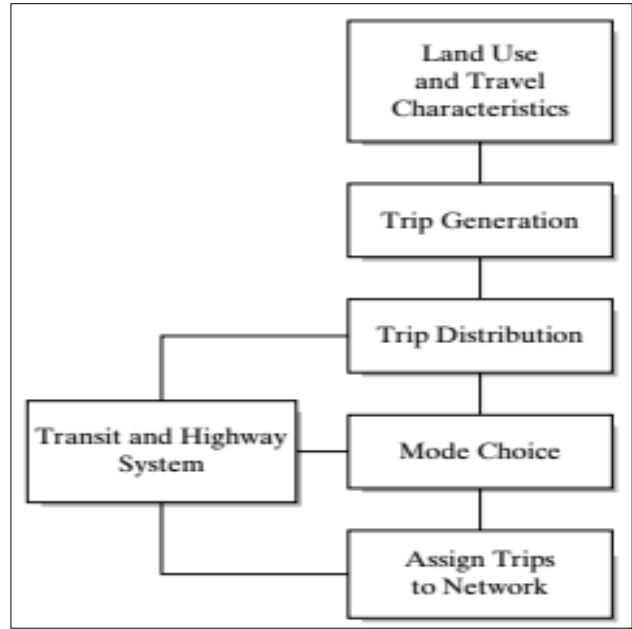 Land Use
and Travel
Characteristics
Trip Generation
Trip Distribution
Transit and Highway
System
Mode Choice
Assign Trips
to Network